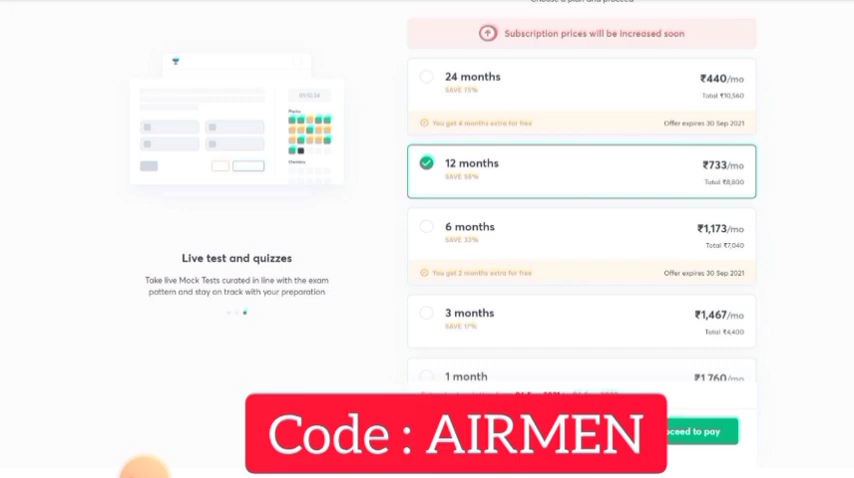 Choose a plan and proceed
Subscription prices will be increased soon
24 months
₹440/mo
SAVE 75%
Total ₹10,560
You get 4 months extra for free
Offer expires 30 Sep 2021
12 months
₹733/mo
SAVE 58%
Total ₹8,800
6 months
₹1,173/mo
SAVE 33%
Total ₹7,040
You get 2 months extra for free
Offer expires 30 Sep 2021
3 months
₹1,467/mo
SAVE 17%
Total ₹4,400
1 month
₹1,760/mo
ceed to pay
Live test and quizzes
Take live Mock Tests curated in line with the exam
pattern and stay on track with your preparation
Code : AIRMEN